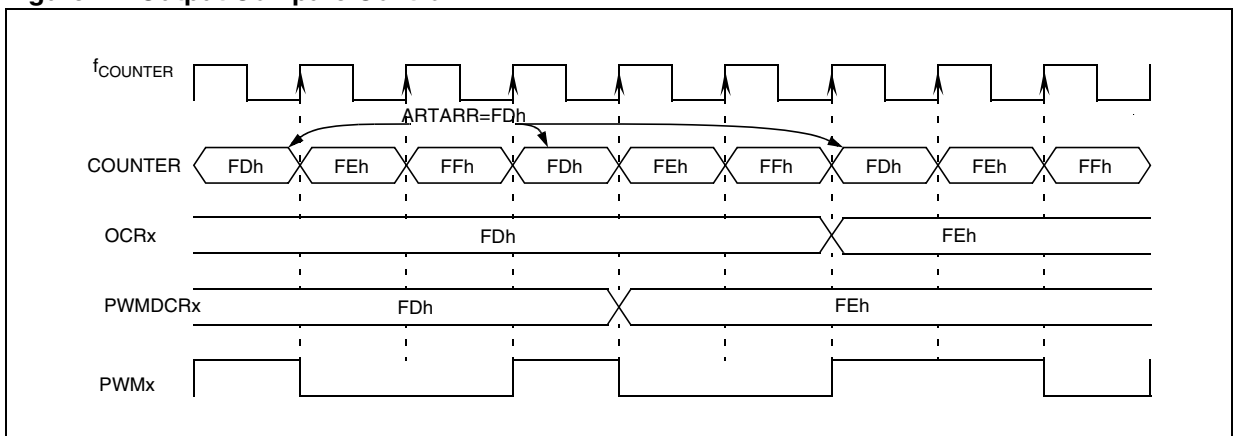 fCOUNTER
ARTARR=FDh
COUNTER FDh FEh FFh FDh FEh FFh FDh FEh FFh
OCRx FDh FEh
PWMDCRx FDh FEh
PWMx